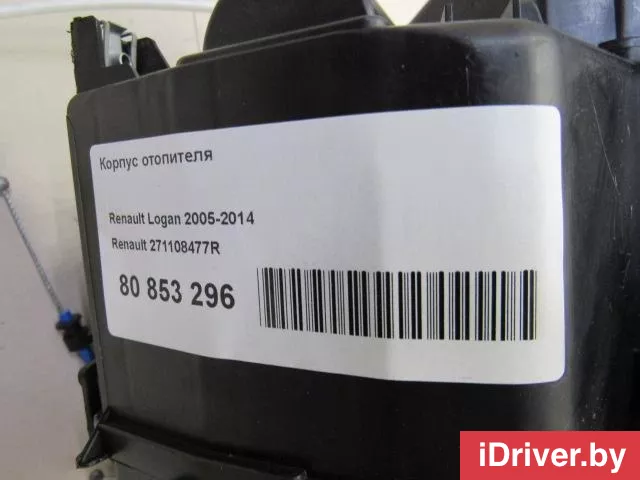 Корпус отопителя
Renault Logan 2005-2014
Renault 271108477R
80 853 296
iDriver.by